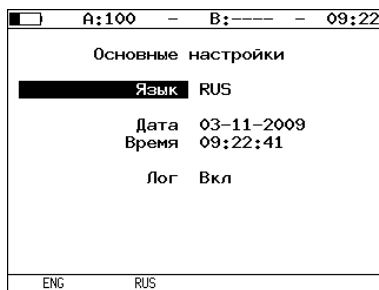 A:100 – B:---- – 09:22
Основные настройки
Язык RUS
Дата 03-11-2009
Время 09:22:41
Лог Вкл
ENG RUS